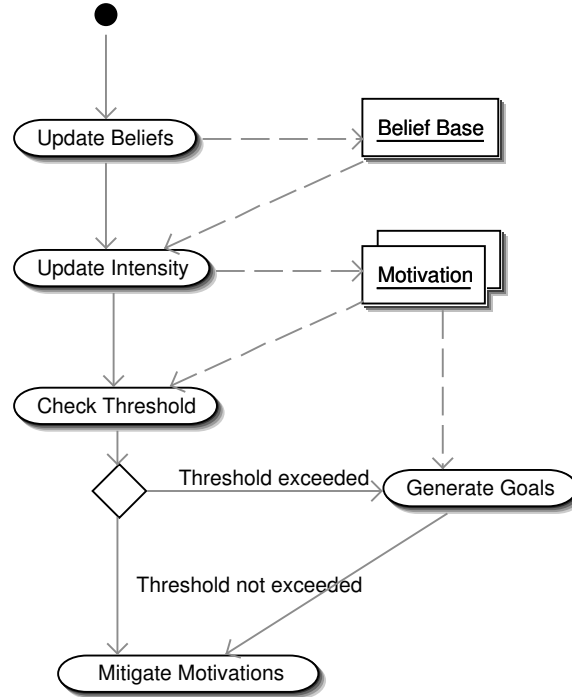 Update Beliefs
Belief Base
Update Intensity
Motivation
Check Threshold
Threshold exceeded
Generate Goals
Threshold not exceeded
Mitigate Motivations